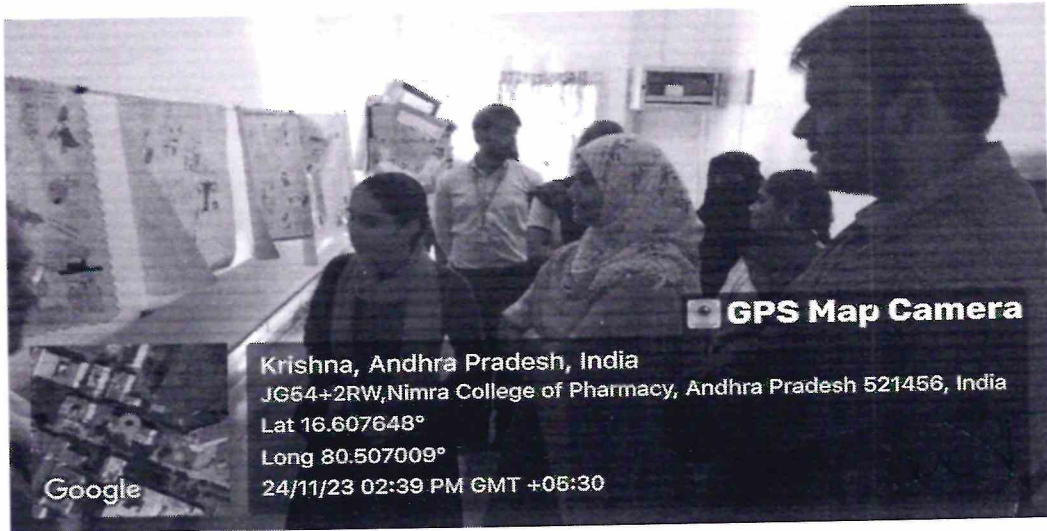 GPS Map Camera
Krishna, Andhra Pradesh, India
JG54+2RW,Nimra College of Pharmacy, Andhra Pradesh 521456, India
Lat 16.607648°
Long 80.507009°
24/11/23 02:39 PM GMT +05:30
Google